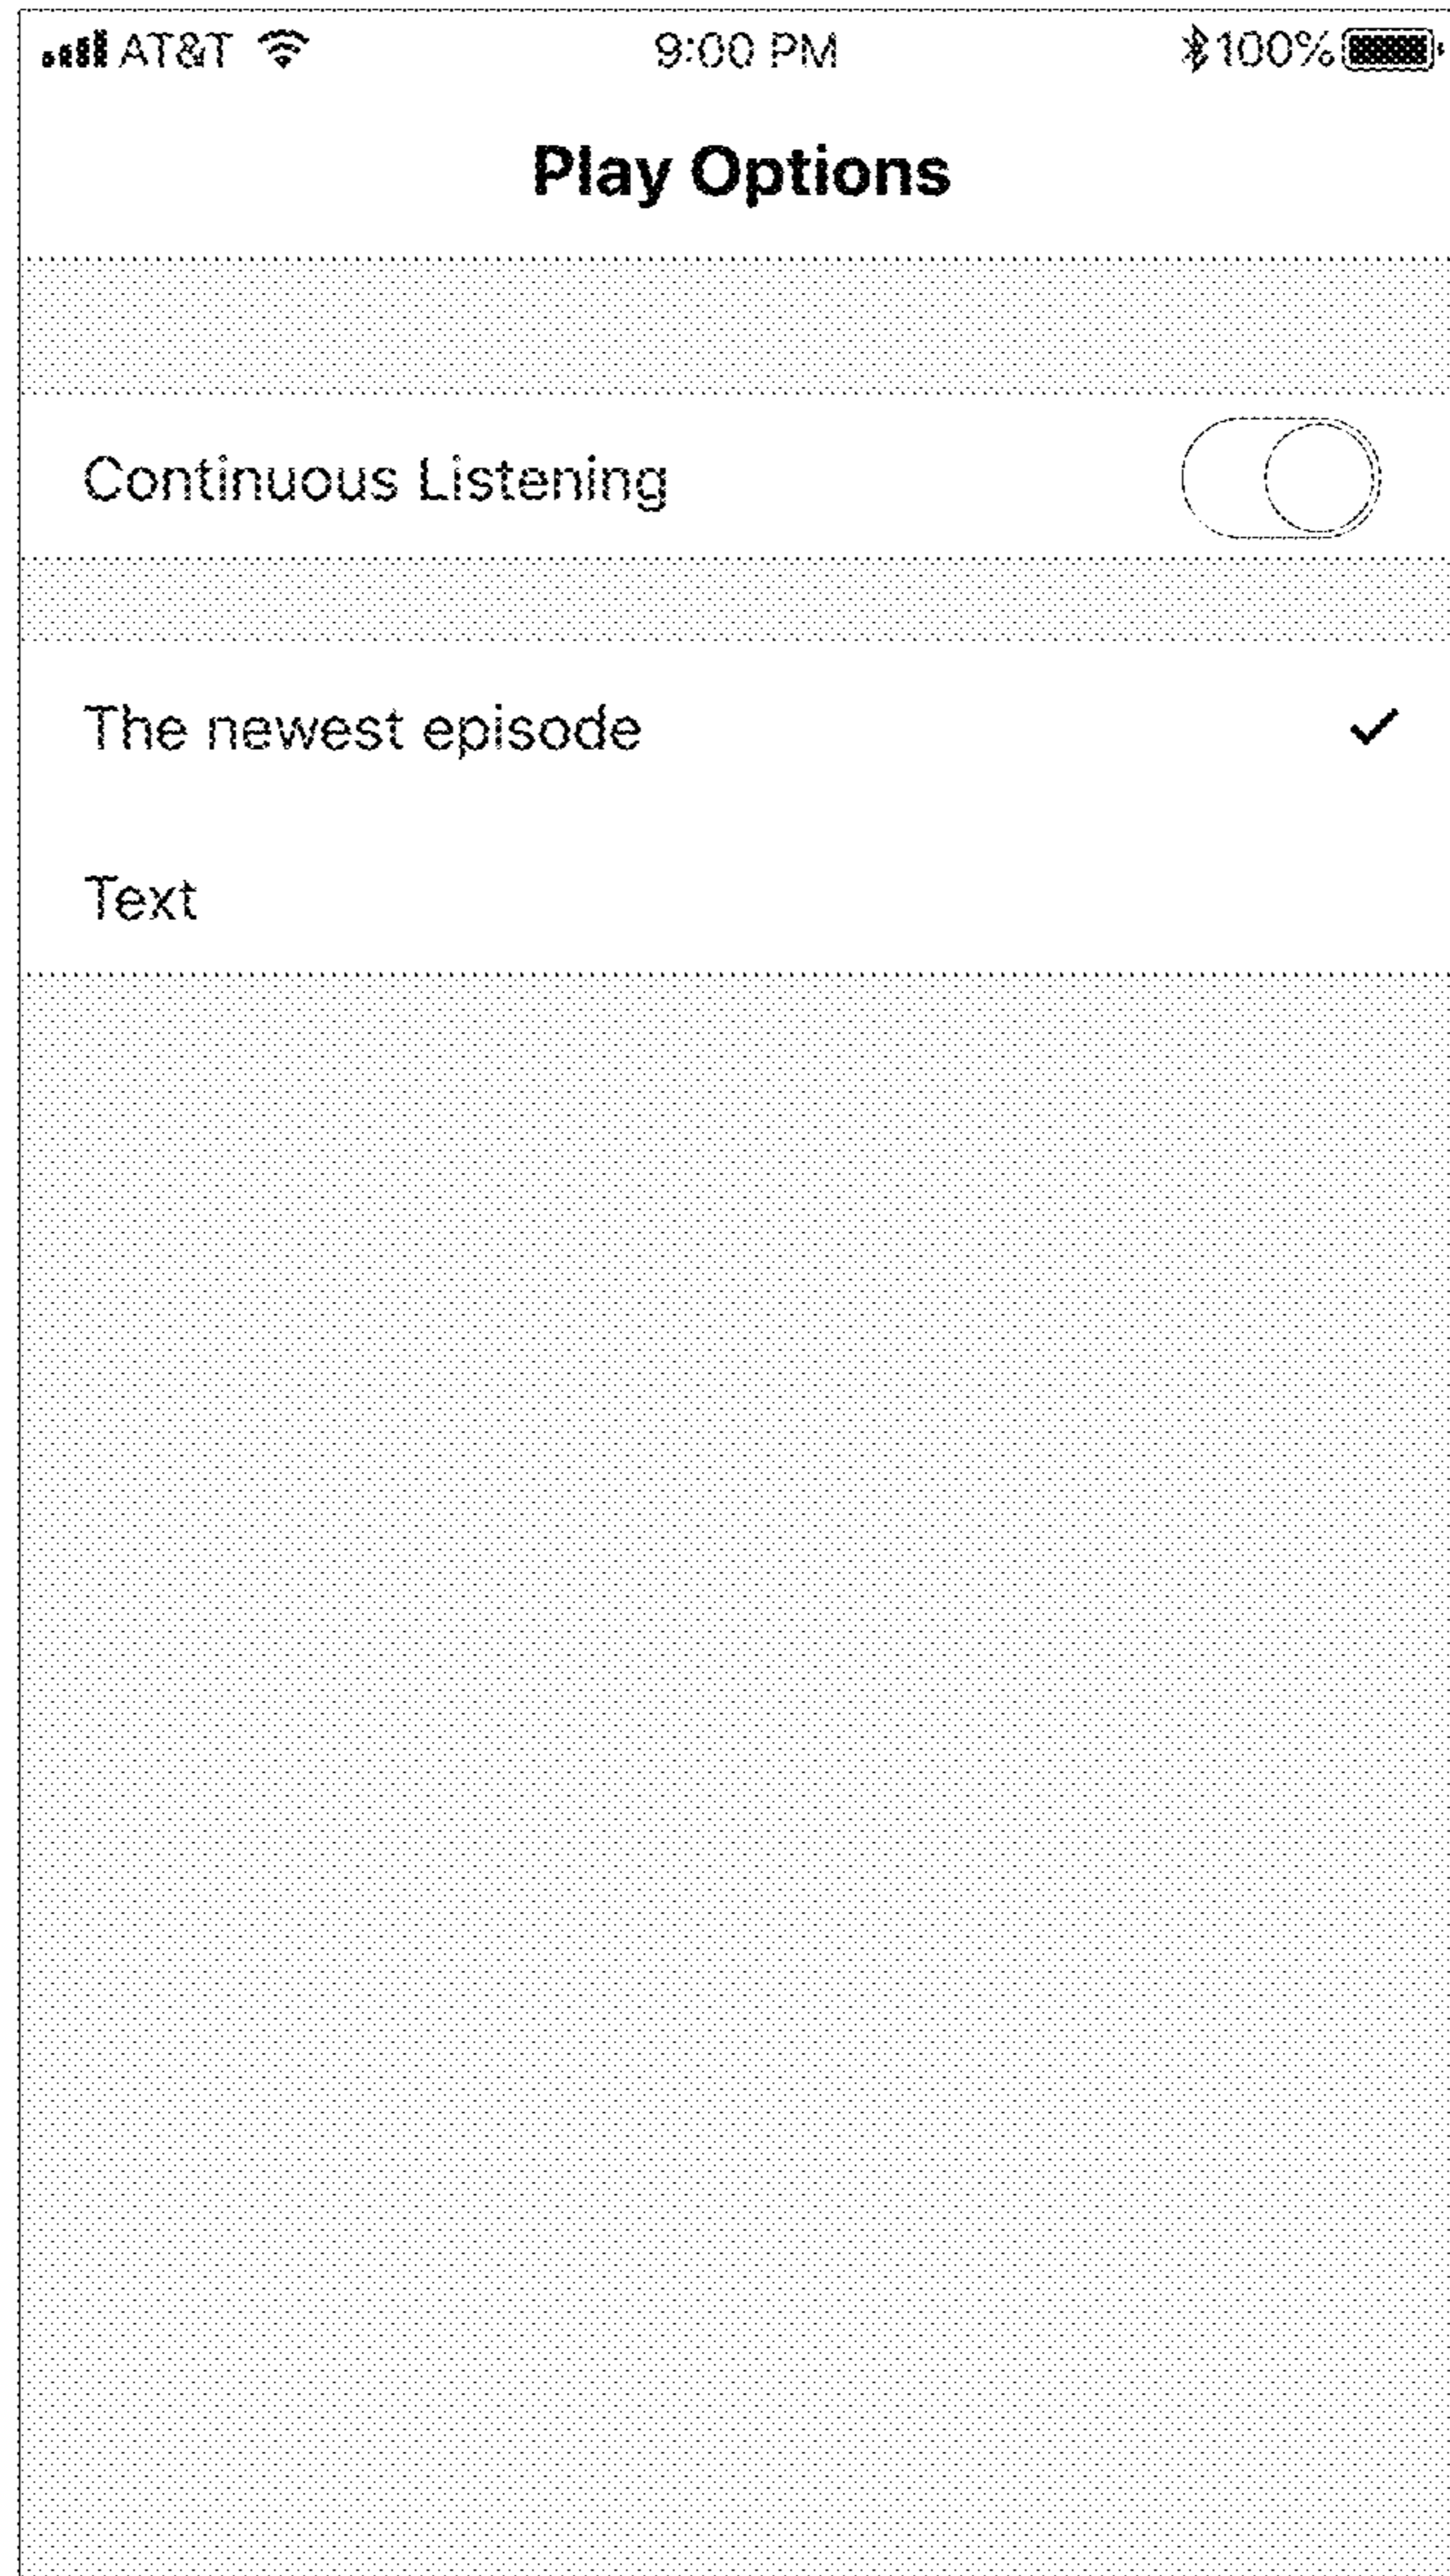 AT&T 9:00 PM 100%
Play Options
Continuous Listening
The newest episode
Text